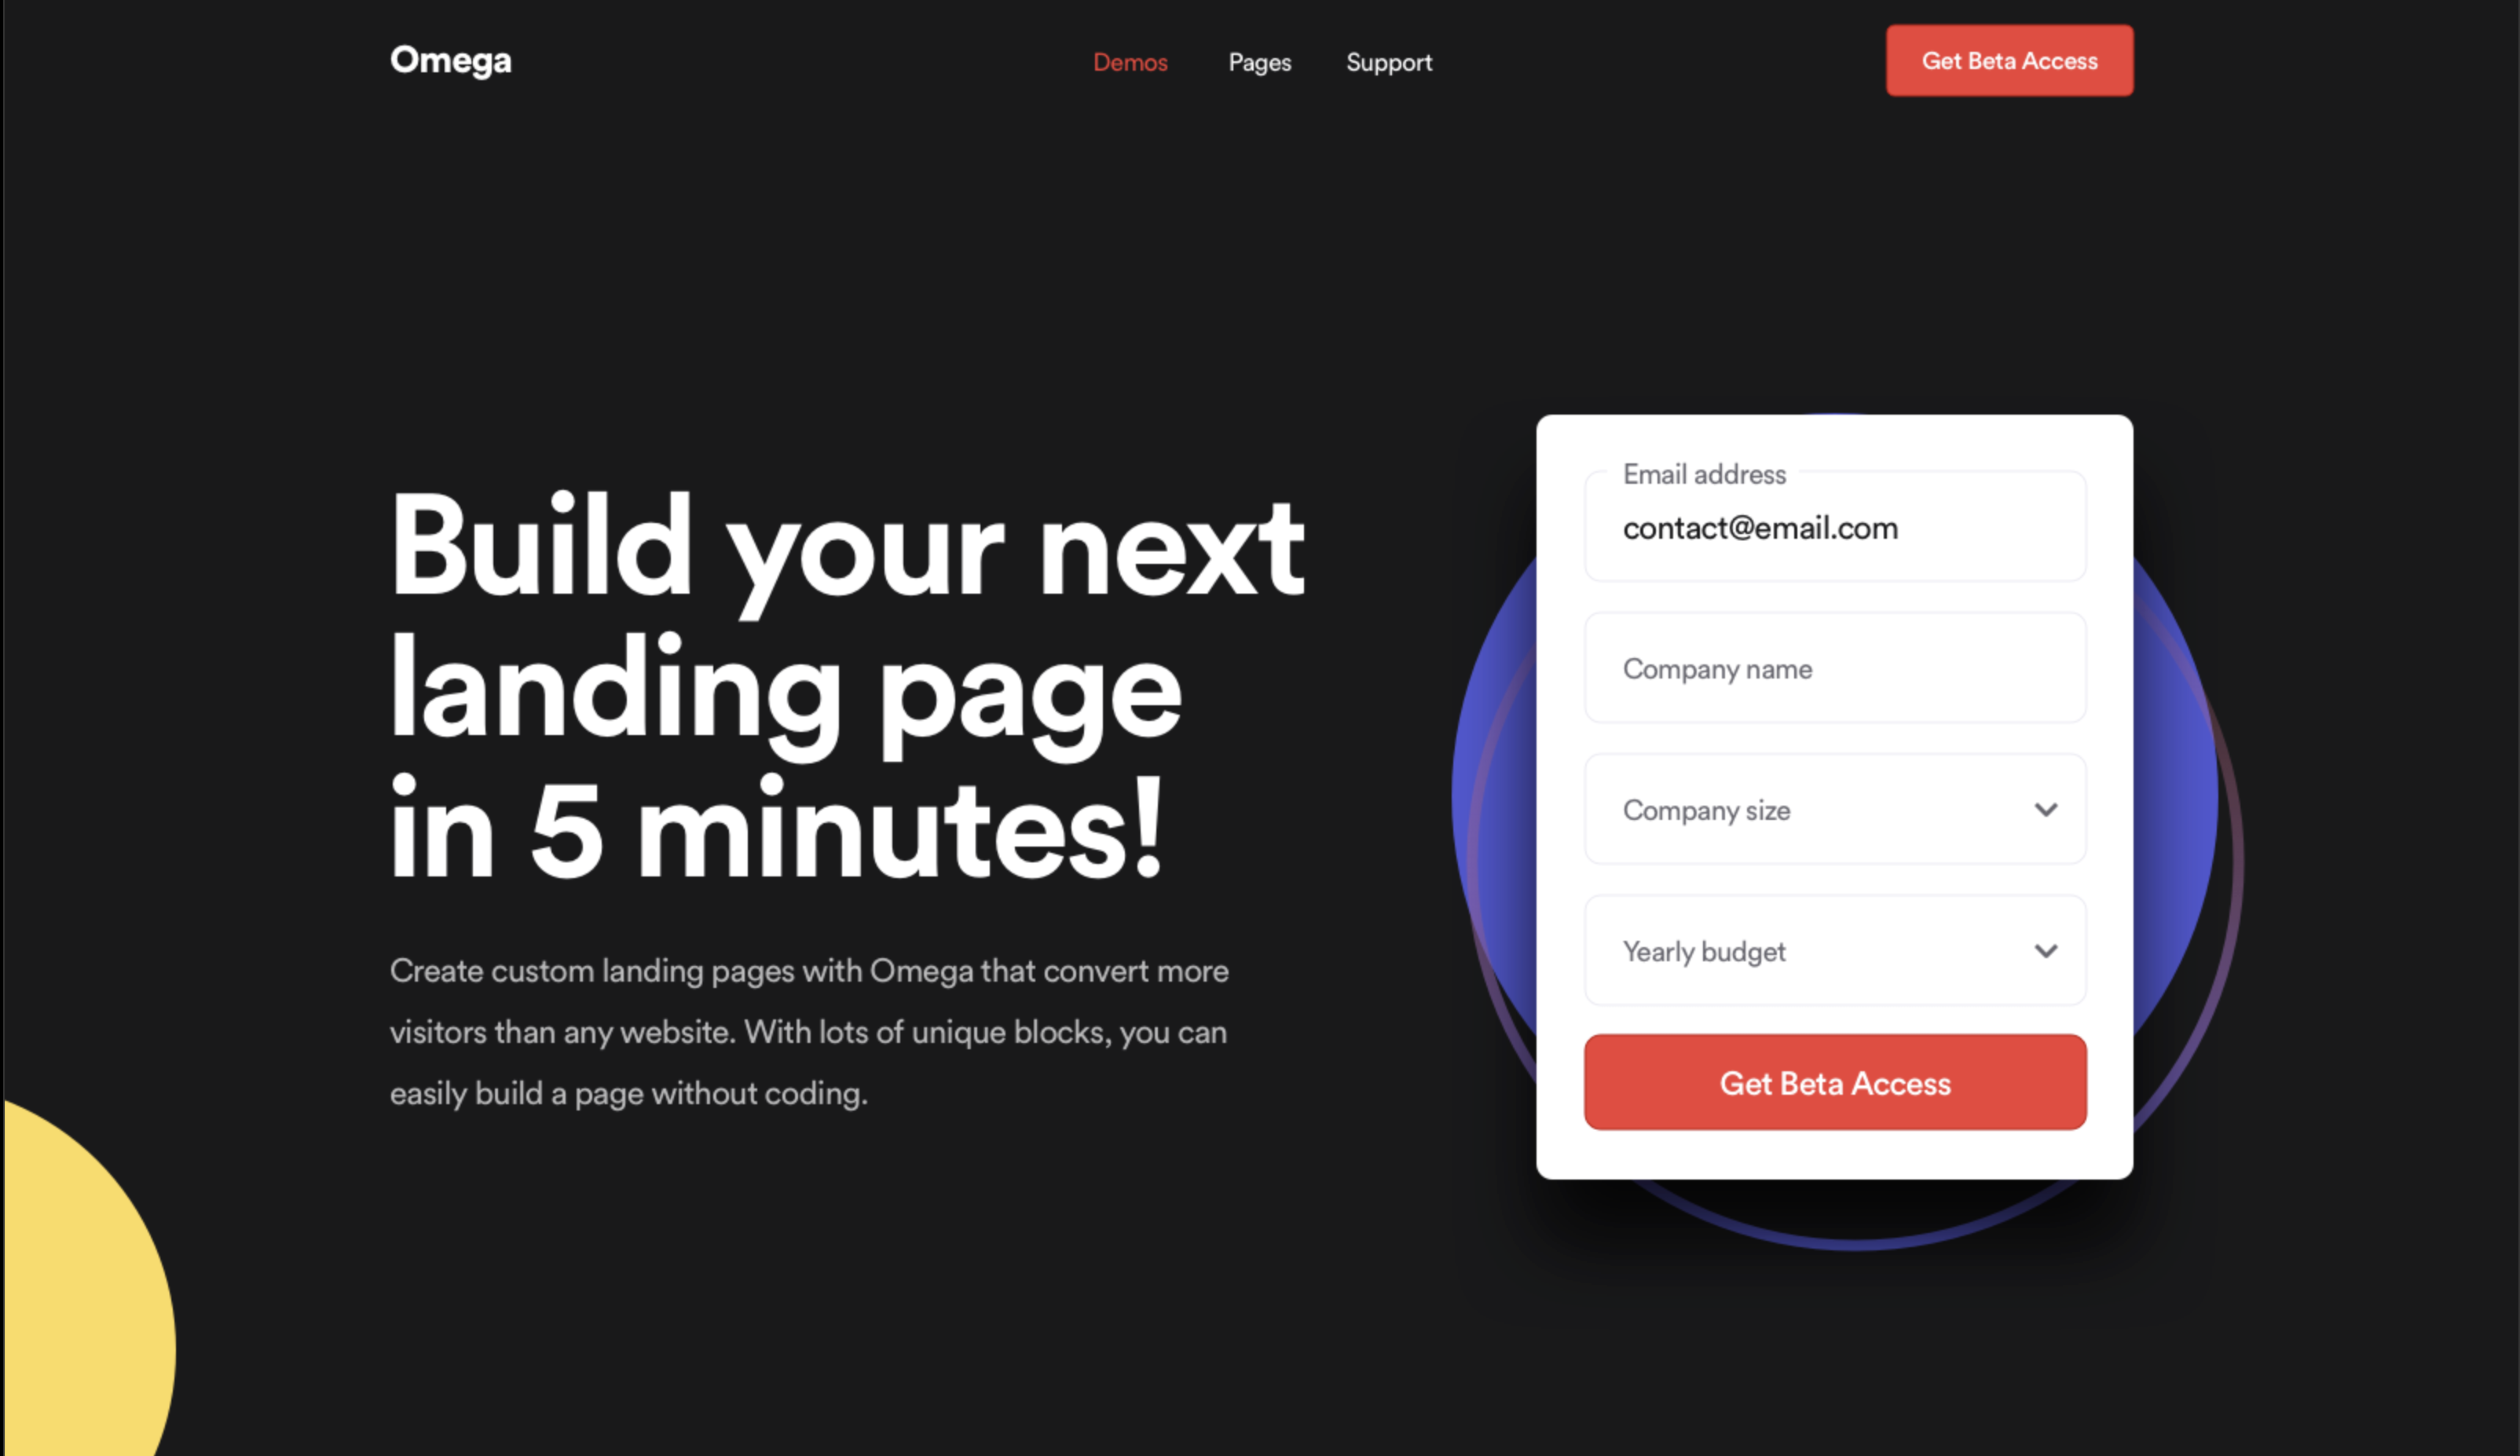 Omega
Demos
Pages
Support
Get Beta Access
Build your next
landing page
in 5 minutes!
Create custom landing pages with Omega that convert more
visitors than any website. With lots of unique blocks, you can
easily build a page without coding.
Email address
contact@email.com
Company name
Company size
Yearly budget
Get Beta Access